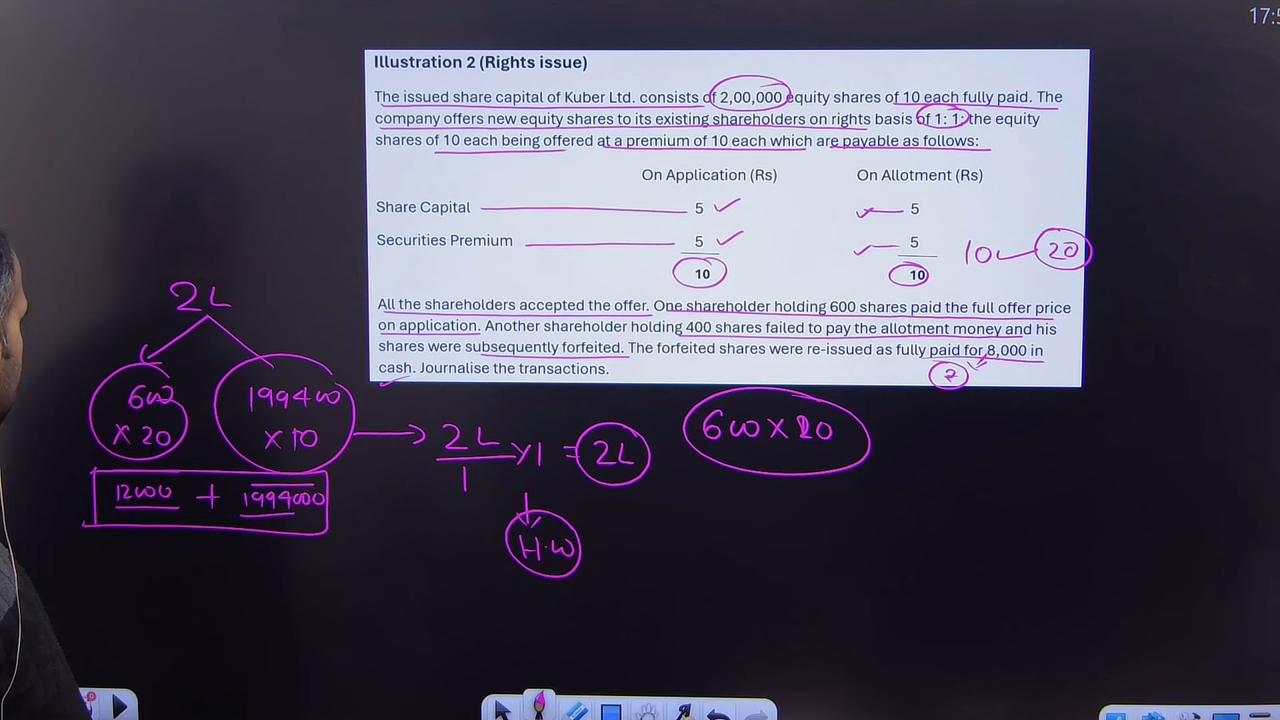 17:5
Illustration 2 (Rights issue)
The issued share capital of Kuber Ltd. consists of 2,00,000 equity shares of 10 each fully paid. The
company offers new equity shares to its existing shareholders on rights basis of 1: 1: the equity
shares of 10 each being offered at a premium of 10 each which are payable as follows:
On Application (Rs) On Allotment (Rs)
Share Capital 5 5
Securities Premium 5 5
10 10 10 20
All the shareholders accepted the offer. One shareholder holding 600 shares paid the full offer price
on application. Another shareholder holding 400 shares failed to pay the allotment money and his
shares were subsequently forfeited. The forfeited shares were re-issued as fully paid for 8,000 in
cash. Journalise the transactions.
?
2L
600 199400
x 20 x 10
12000 + 1994000
2L/1 x 1 = 2L
H.W
600 x 20